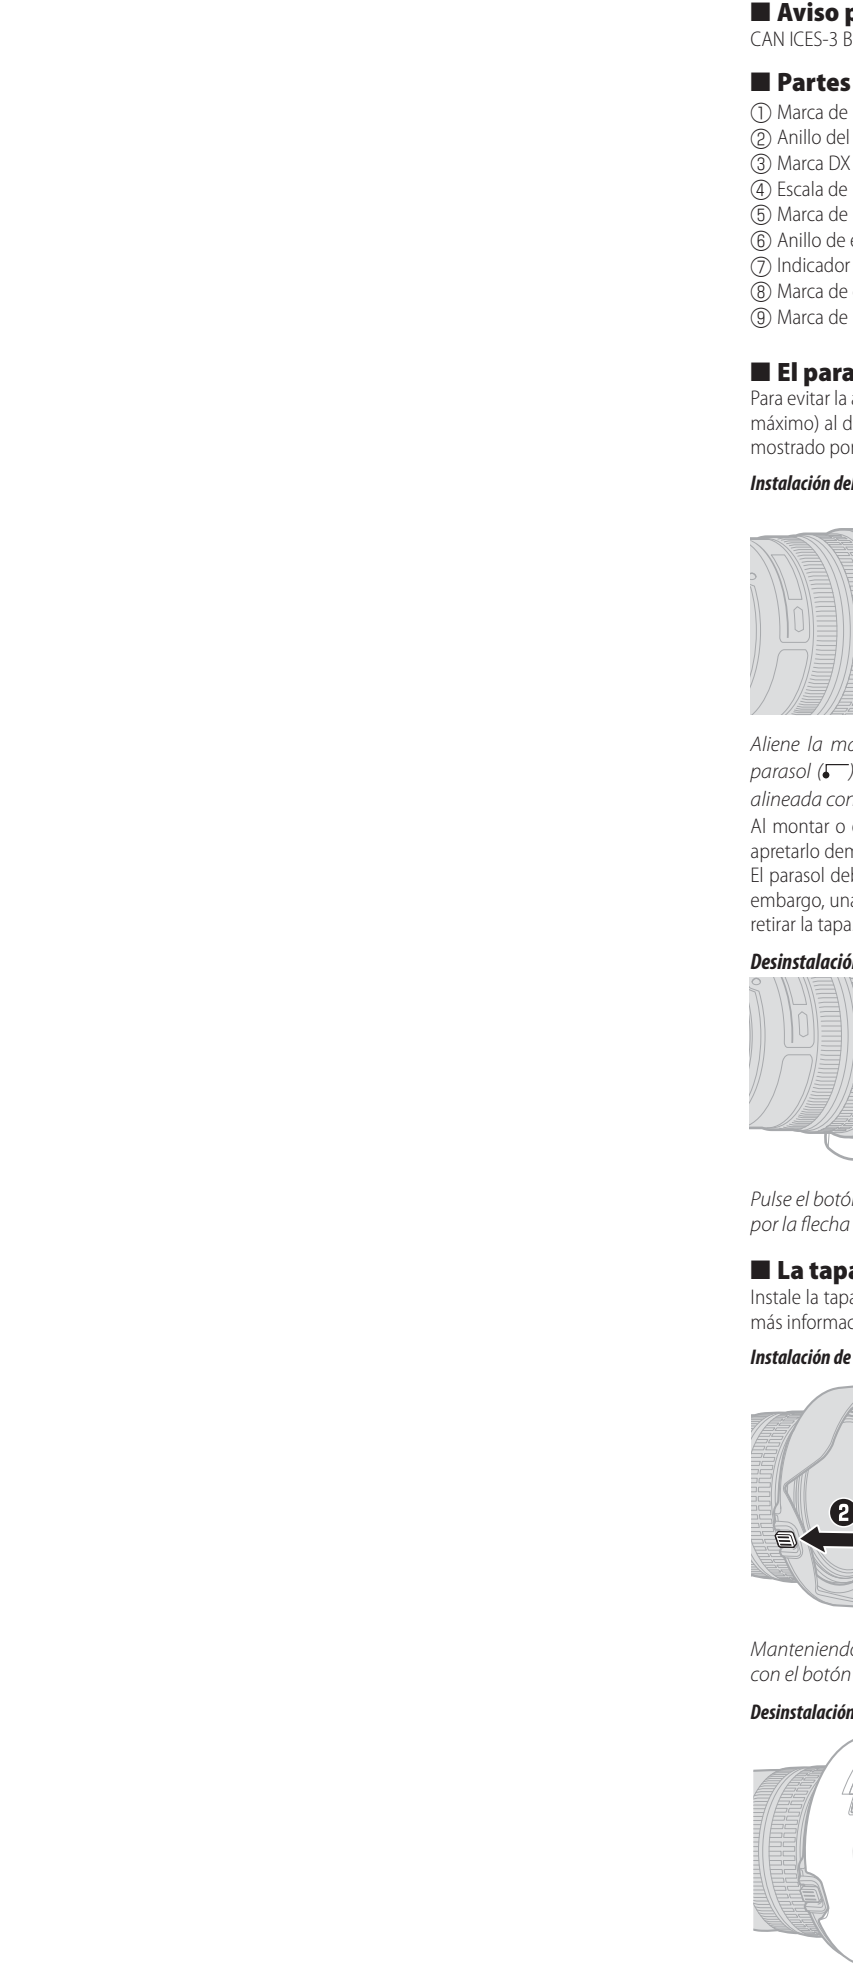 ■ Aviso p
CAN ICES-3 B
■ Partes
① Marca de
② Anillo del
③ Marca DX
④ Escala de
⑤ Marca de
⑥ Anillo de e
⑦ Indicador
⑧ Marca de
⑨ Marca de
■ El para
Para evitar la a
máximo) al d
mostrado por
Instalación del
Aliene la ma
parasol ( )
alineada con
Al montar o
apretarlo dem
El parasol deb
embargo, una
retirar la tapa
Desinstalación
Pulse el botón
por la flecha
■ La tapa
Instale la tapa
más informac
Instalación de
2
Manteniendo
con el botón
Desinstalación